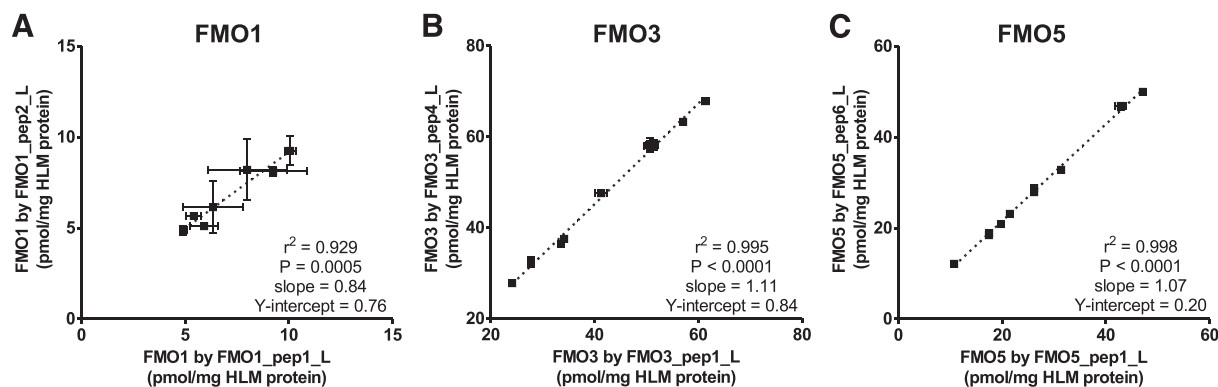 A
FMO1
FMO1 by FMO1_pep2_L
(pmol/mg HLM protein)
15
10
5
0
r² = 0.929
P = 0.0005
slope = 0.84
Y-intercept = 0.76
0
5
10
15
FMO1 by FMO1_pep1_L
(pmol/mg HLM protein)
B
FMO3
FMO3 by FMO3_pep4_L
(pmol/mg HLM protein)
80
60
40
20
r² = 0.995
P < 0.0001
slope = 1.11
Y-intercept = 0.84
20
40
60
80
FMO3 by FMO3_pep1_L
(pmol/mg HLM protein)
C
FMO5
FMO5 by FMO5_pep6_L
(pmol/mg HLM protein)
60
40
20
0
r² = 0.998
P < 0.0001
slope = 1.07
Y-intercept = 0.20
0
20
40
60
FMO5 by FMO5_pep1_L
(pmol/mg HLM protein)